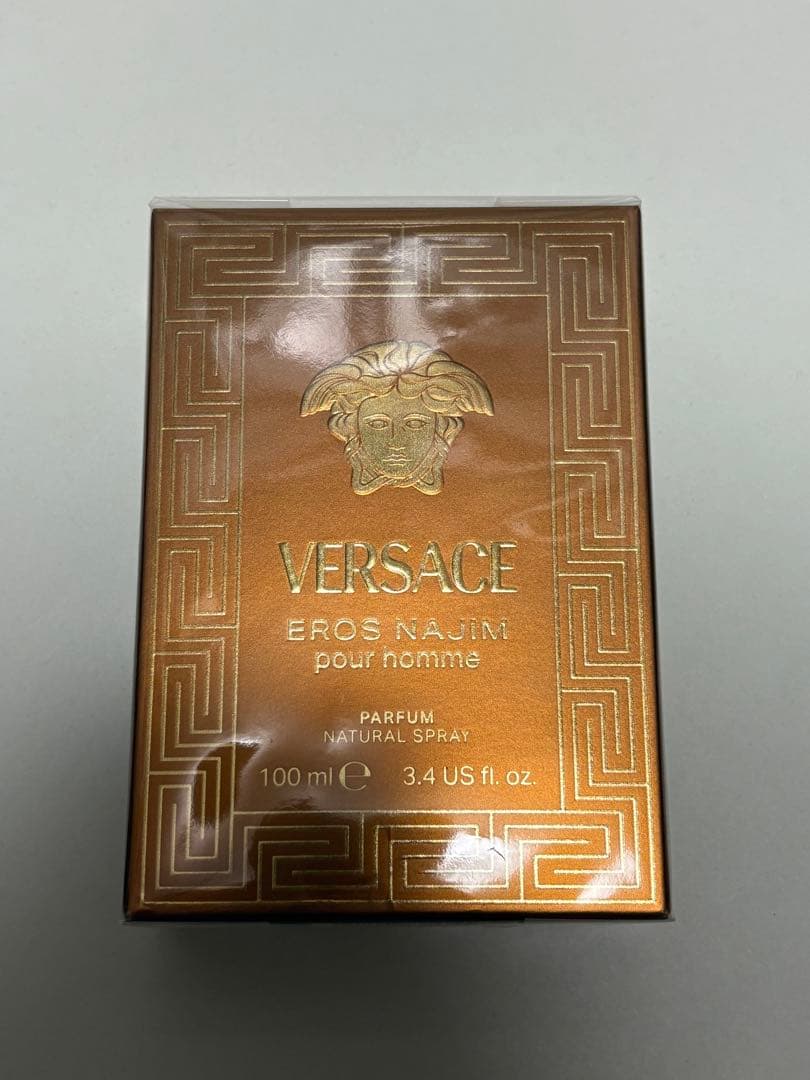 VERSACE
EROS NAJIM
pour homme
PARFUM
NATURAL SPRAY
100 ml ℮ 3.4 US fl. oz.